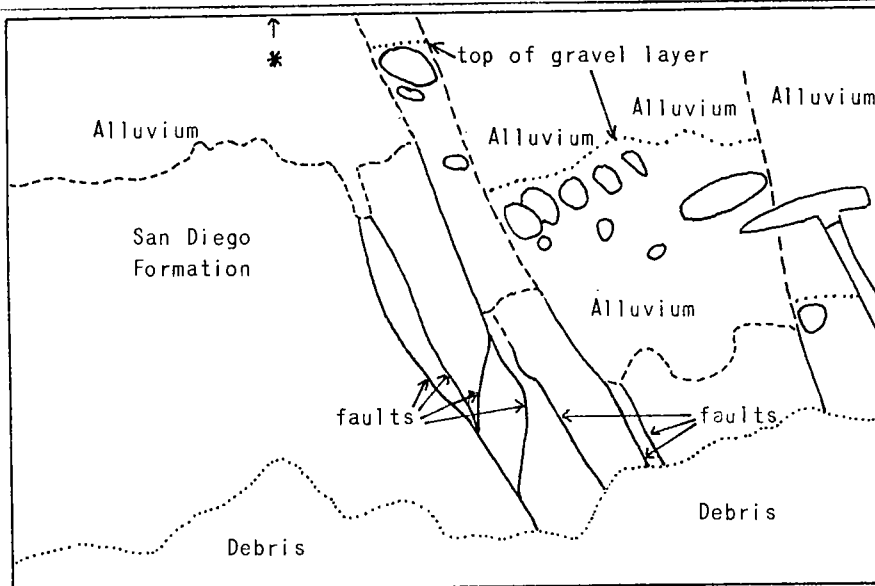 *
top of gravel layer
Alluvium
Alluvium
Alluvium
Alluvium
San Diego
Formation
Alluvium
faults
faults
Debris
Debris